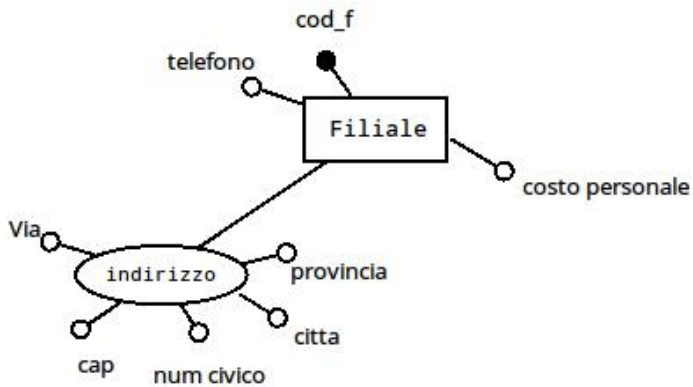 cod_f
telefono
Filiale
costo personale
Via
indirizzo
provincia
citta
cap
num civico